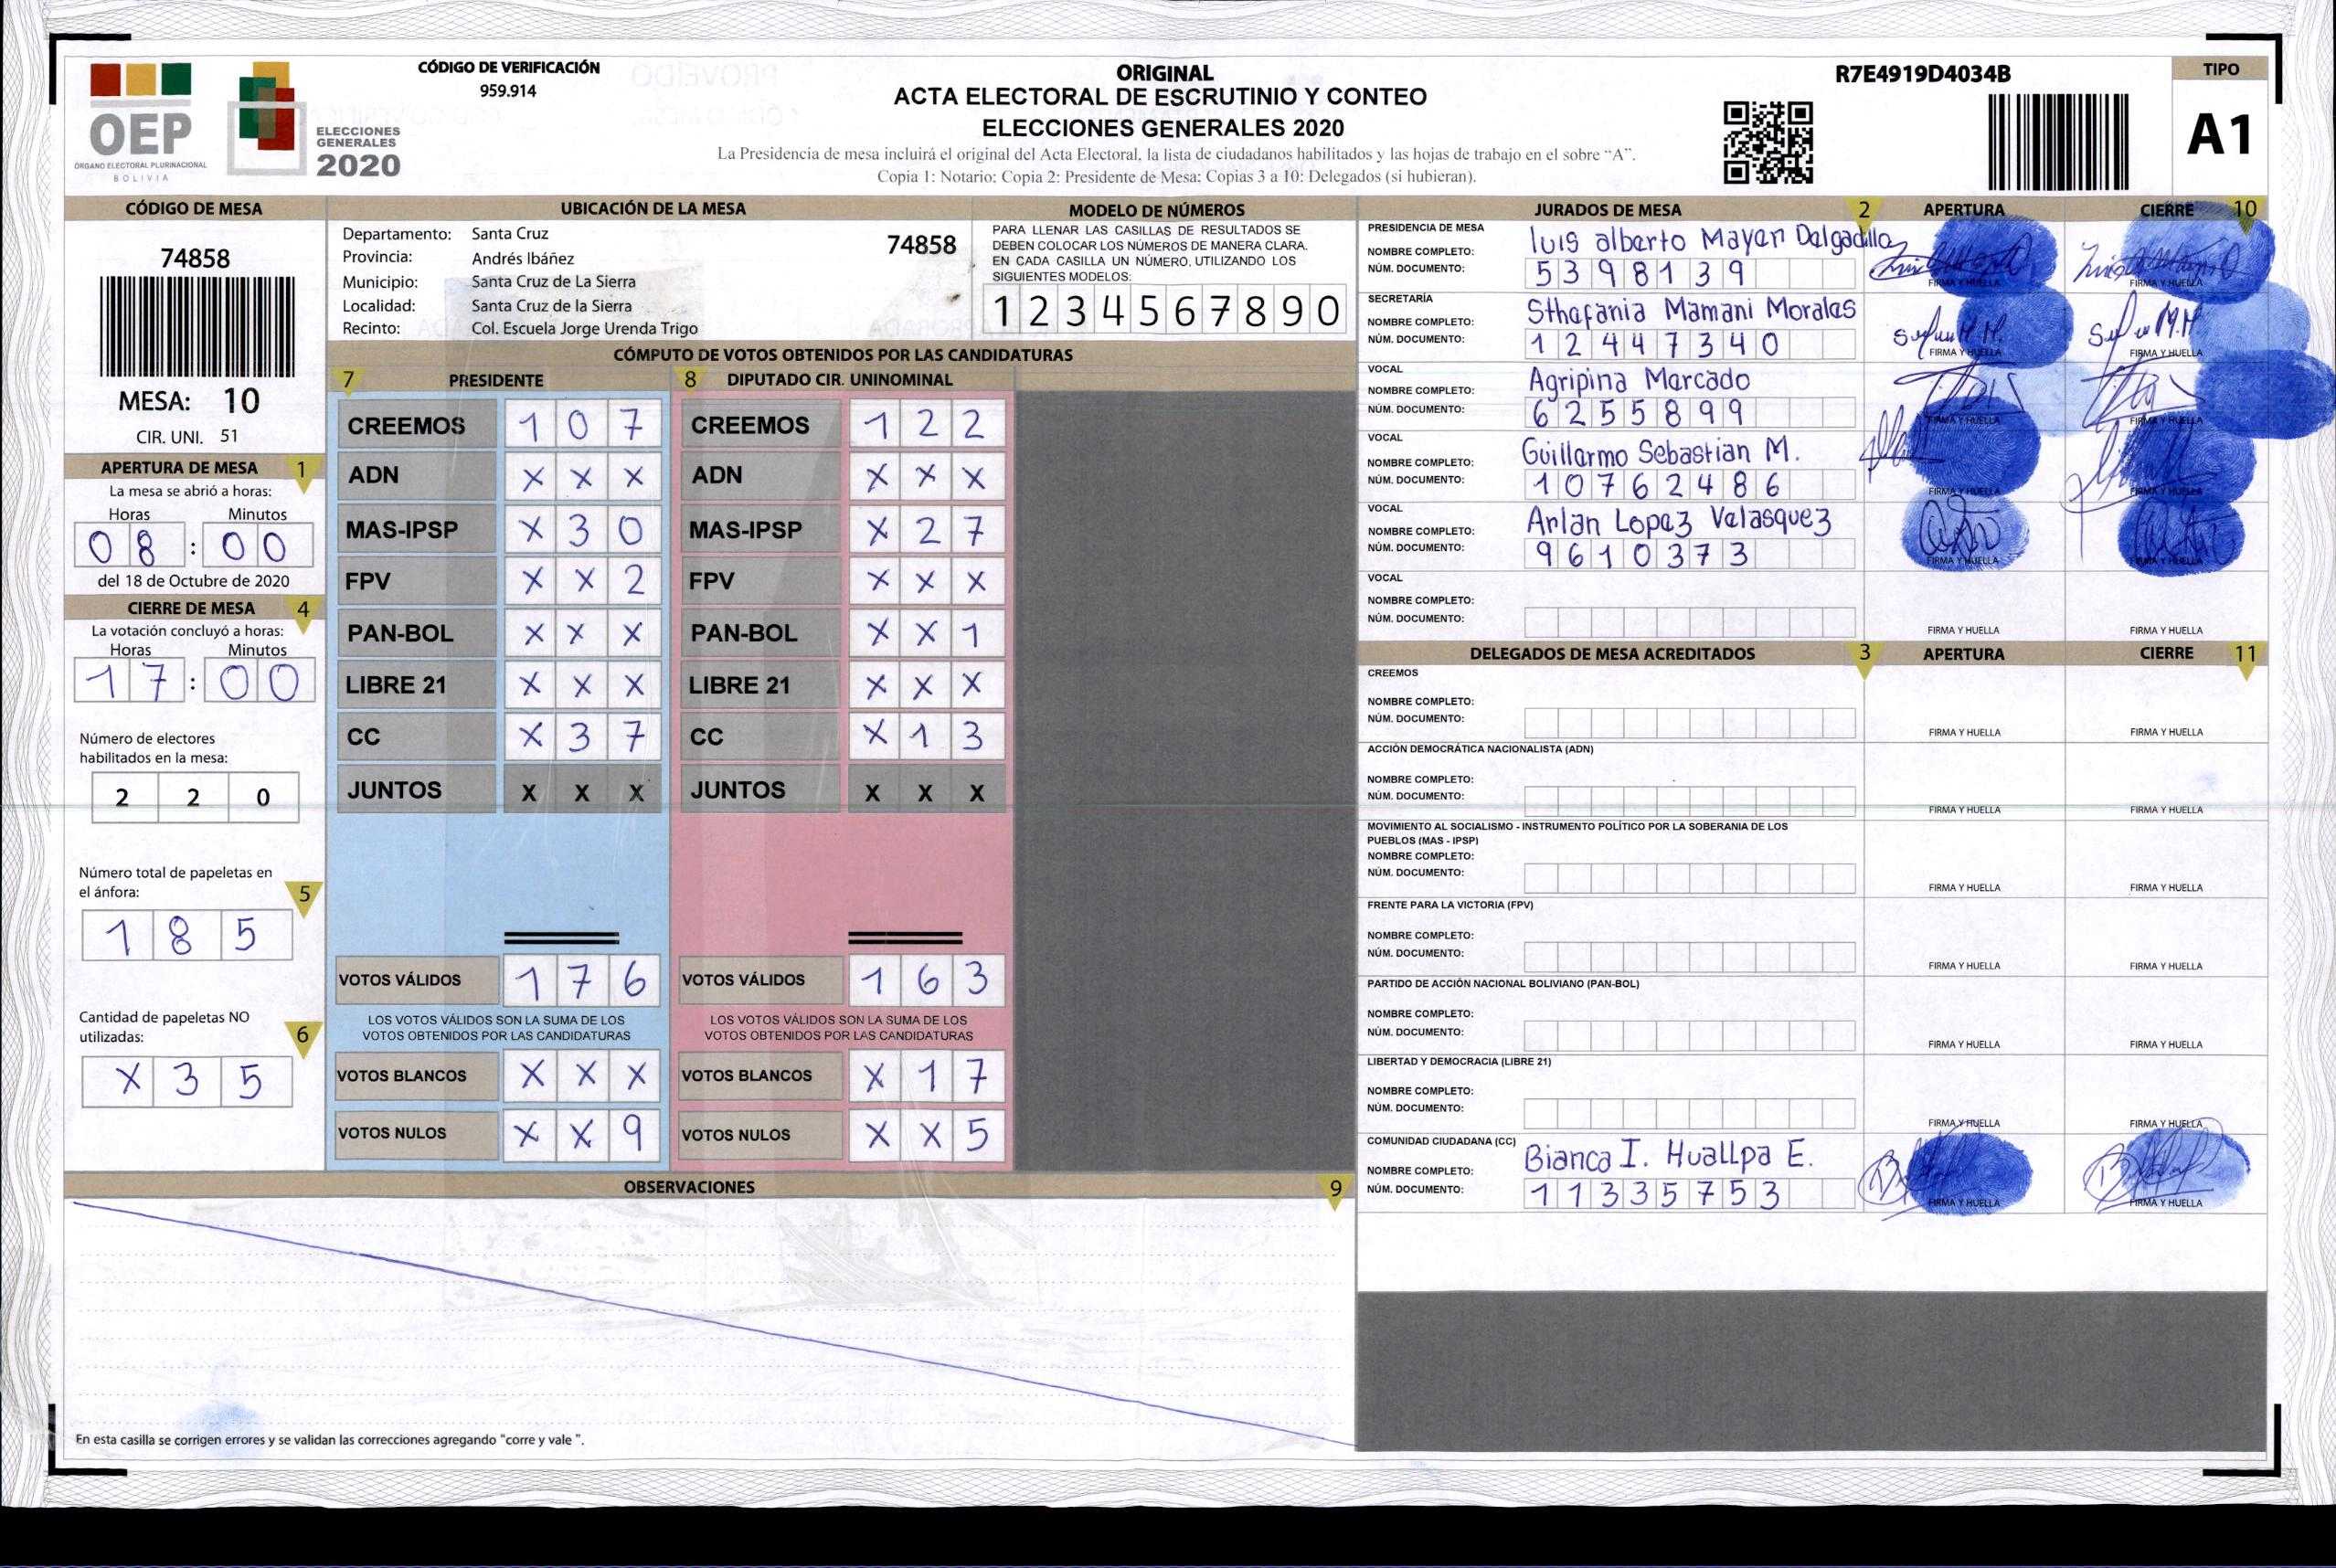 OEP
ÓRGANO ELECTORAL PLURINACIONAL
BOLIVIA
ELECCIONES
GENERALES
2020
CÓDIGO DE VERIFICACIÓN
959.914
ORIGINAL
ACTA ELECTORAL DE ESCRUTINIO Y CONTEO
ELECCIONES GENERALES 2020
La Presidencia de mesa incluirá el original del Acta Electoral, la lista de ciudadanos habilitados y las hojas de trabajo en el sobre “A”.
Copia 1: Notario; Copia 2: Presidente de Mesa; Copias 3 a 10: Delegados (si hubieran).
R7E4919D4034B
TIPO
A1
CÓDIGO DE MESA
74858
MESA: 10
CIR. UNI. 51
APERTURA DE MESA 1
La mesa se abrió a horas:
Horas Minutos
08 : 00
del 18 de Octubre de 2020
CIERRE DE MESA 4
La votación concluyó a horas:
Horas Minutos
17 : 00
Número de electores
habilitados en la mesa:
2 2 0
Número total de papeletas en
el ánfora: 5
1 8 5
Cantidad de papeletas NO
utilizadas: 6
X 3 5
UBICACIÓN DE LA MESA
Departamento: Santa Cruz 74858
Provincia: Andrés Ibáñez
Municipio: Santa Cruz de La Sierra
Localidad: Santa Cruz de la Sierra
Recinto: Col. Escuela Jorge Urenda Trigo
MODELO DE NÚMEROS
PARA LLENAR LAS CASILLAS DE RESULTADOS SE
DEBEN COLOCAR LOS NÚMEROS DE MANERA CLARA.
EN CADA CASILLA UN NÚMERO, UTILIZANDO LOS
SIGUIENTES MODELOS:
1 2 3 4 5 6 7 8 9 0
CÓMPUTO DE VOTOS OBTENIDOS POR LAS CANDIDATURAS
7 PRESIDENTE 8 DIPUTADO CIR. UNINOMINAL
CREEMOS 1 0 7 CREEMOS 1 2 2
ADN X X X ADN X X X
MAS-IPSP X 3 0 MAS-IPSP X 2 7
FPV X X 2 FPV X X X
PAN-BOL X X X PAN-BOL X X 1
LIBRE 21 X X X LIBRE 21 X X X
CC X 3 7 CC X 1 3
JUNTOS X X X JUNTOS X X X
VOTOS VÁLIDOS 1 7 6 VOTOS VÁLIDOS 1 6 3
LOS VOTOS VÁLIDOS SON LA SUMA DE LOS LOS VOTOS VÁLIDOS SON LA SUMA DE LOS
VOTOS OBTENIDOS POR LAS CANDIDATURAS VOTOS OBTENIDOS POR LAS CANDIDATURAS
VOTOS BLANCOS X X X VOTOS BLANCOS X 1 7
VOTOS NULOS X X 9 VOTOS NULOS X X 5
OBSERVACIONES 9
En esta casilla se corrigen errores y se validan las correcciones agregando "corre y vale ".
JURADOS DE MESA 2 APERTURA CIERRE 10
PRESIDENCIA DE MESA
NOMBRE COMPLETO: luis alberto Mayer Delgadillo
NÚM. DOCUMENTO: 5398139
FIRMA Y HUELLA FIRMA Y HUELLA
SECRETARÍA
NOMBRE COMPLETO: Sthefania Mamani Morales
NÚM. DOCUMENTO: 12447340
FIRMA Y HUELLA FIRMA Y HUELLA
VOCAL
NOMBRE COMPLETO: Agripina Mercado
NÚM. DOCUMENTO: 6255899
FIRMA Y HUELLA FIRMA Y HUELLA
VOCAL
NOMBRE COMPLETO: Guillermo Sebastian M.
NÚM. DOCUMENTO: 10762486
FIRMA Y HUELLA FIRMA Y HUELLA
VOCAL
NOMBRE COMPLETO: Arlan Lopez Velasquez
NÚM. DOCUMENTO: 9610373
FIRMA Y HUELLA FIRMA Y HUELLA
VOCAL
NOMBRE COMPLETO:
NÚM. DOCUMENTO:
FIRMA Y HUELLA FIRMA Y HUELLA
DELEGADOS DE MESA ACREDITADOS 3 APERTURA CIERRE 11
CREEMOS
NOMBRE COMPLETO:
NÚM. DOCUMENTO:
FIRMA Y HUELLA FIRMA Y HUELLA
ACCIÓN DEMOCRÁTICA NACIONALISTA (ADN)
NOMBRE COMPLETO:
NÚM. DOCUMENTO:
FIRMA Y HUELLA FIRMA Y HUELLA
MOVIMIENTO AL SOCIALISMO - INSTRUMENTO POLÍTICO POR LA SOBERANIA DE LOS
PUEBLOS (MAS - IPSP)
NOMBRE COMPLETO:
NÚM. DOCUMENTO:
FIRMA Y HUELLA FIRMA Y HUELLA
FRENTE PARA LA VICTORIA (FPV)
NOMBRE COMPLETO:
NÚM. DOCUMENTO:
FIRMA Y HUELLA FIRMA Y HUELLA
PARTIDO DE ACCIÓN NACIONAL BOLIVIANO (PAN-BOL)
NOMBRE COMPLETO:
NÚM. DOCUMENTO:
FIRMA Y HUELLA FIRMA Y HUELLA
LIBERTAD Y DEMOCRACIA (LIBRE 21)
NOMBRE COMPLETO:
NÚM. DOCUMENTO:
FIRMA Y HUELLA FIRMA Y HUELLA
COMUNIDAD CIUDADANA (CC)
NOMBRE COMPLETO: Bianca I. Huallpa E.
NÚM. DOCUMENTO: 11335753
FIRMA Y HUELLA FIRMA Y HUELLA